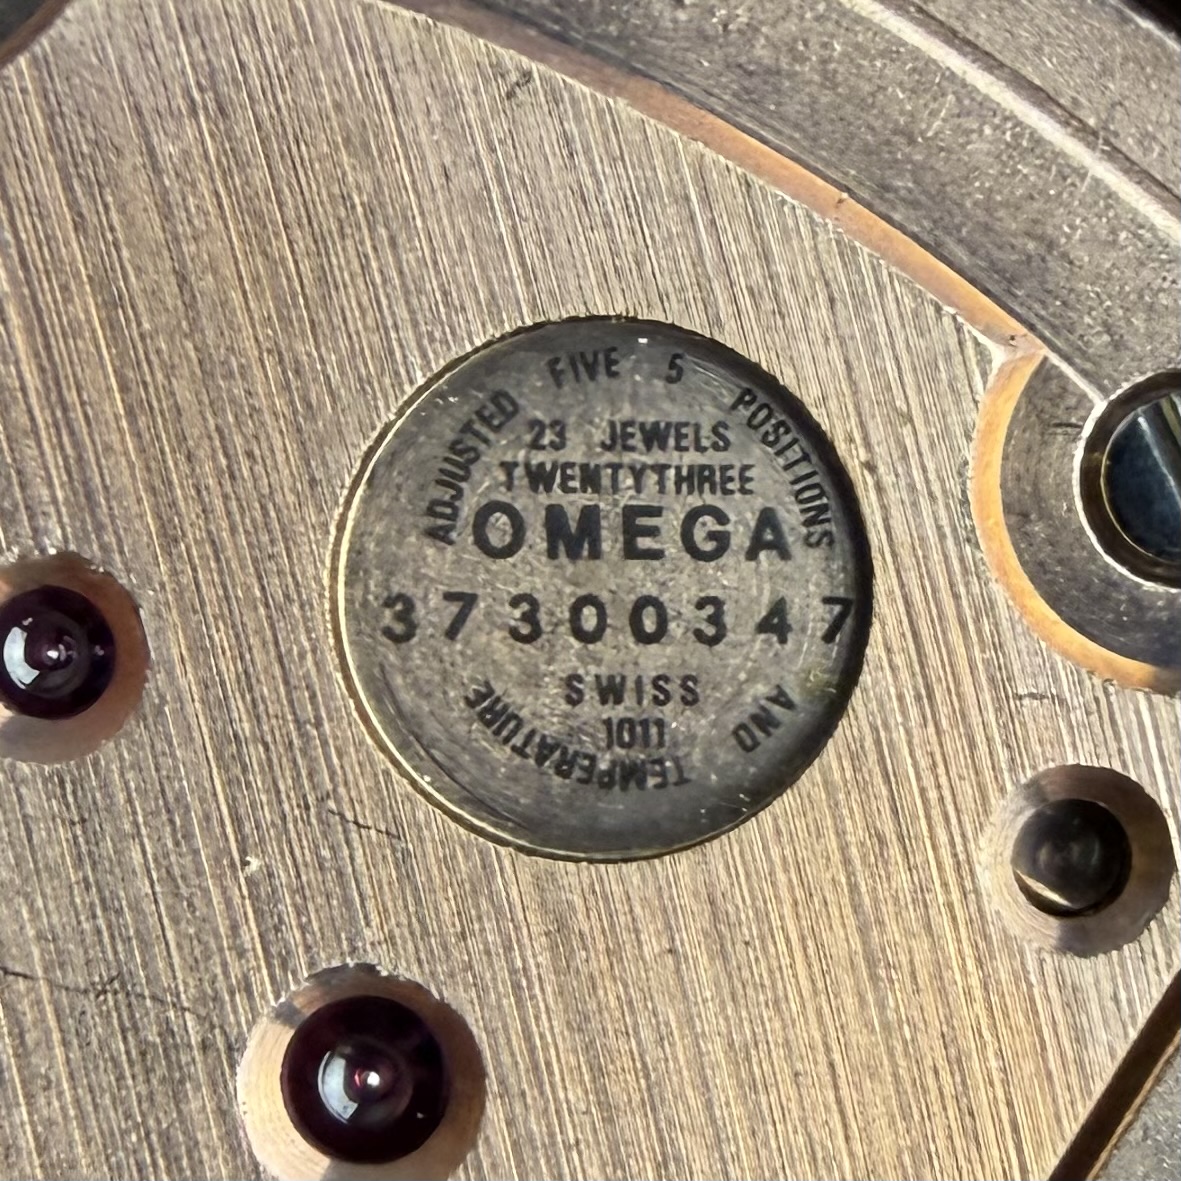 ADJUSTED FIVE 5 POSITIONS
23 JEWELS
TWENTYTHREE
OMEGA
37300347
SWISS
1011
AND TEMPERATURE